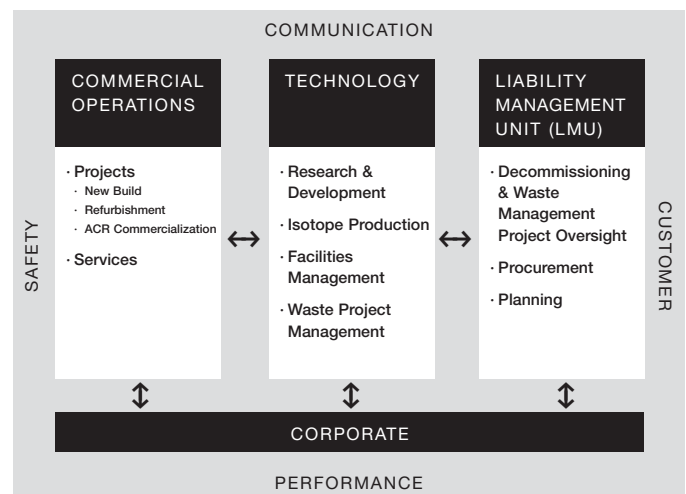 COMMUNICATION
COMMERCIAL
OPERATIONS
· Projects
· New Build
· Refurbishment
· ACR Commercialization
· Services
TECHNOLOGY
· Research &
Development
· Isotope Production
· Facilities
Management
· Waste Project
Management
LIABILITY
MANAGEMENT
UNIT (LMU)
· Decommissioning
& Waste
Management
Project Oversight
· Procurement
· Planning
SAFETY
CUSTOMER
CORPORATE
PERFORMANCE